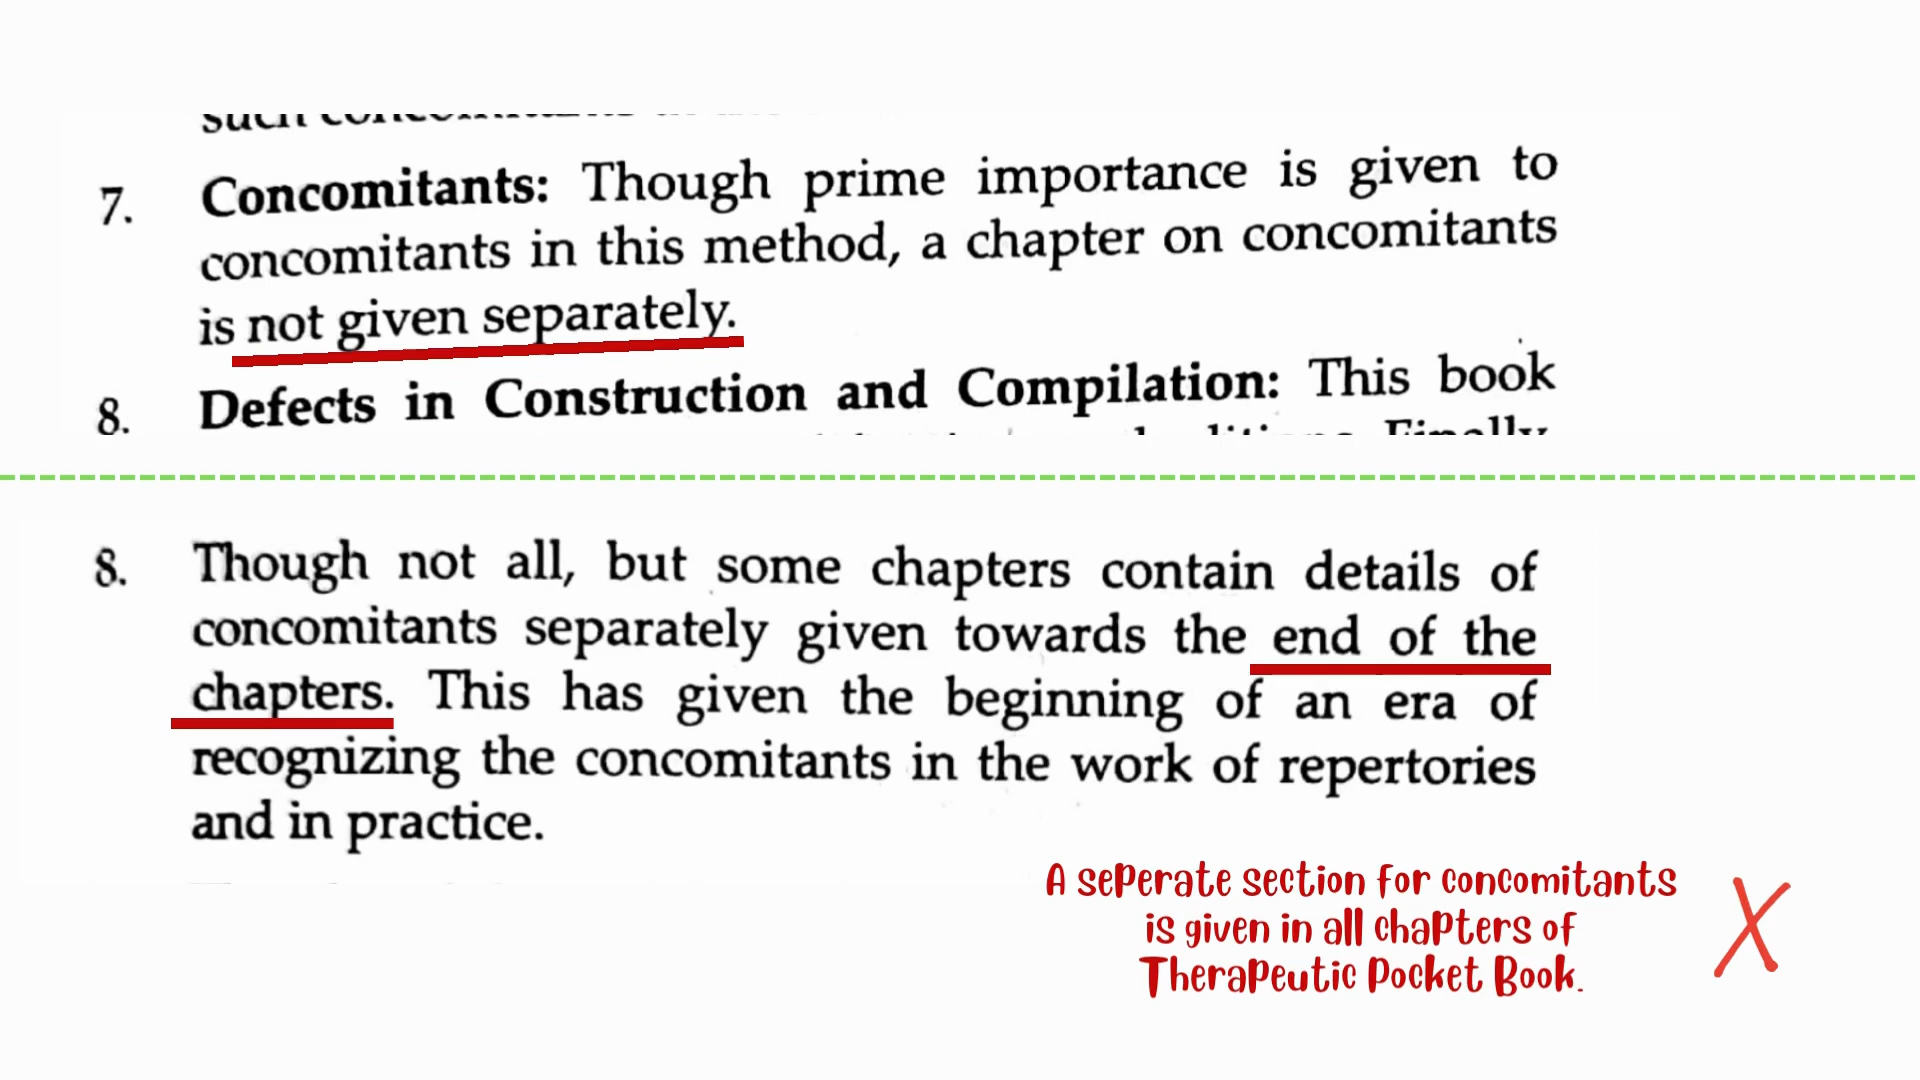 such concomitants
7. Concomitants: Though prime importance is given to
concomitants in this method, a chapter on concomitants
is not given separately.
8. Defects in Construction and Compilation: This book
Finally,
8. Though not all, but some chapters contain details of
concomitants separately given towards the end of the
chapters. This has given the beginning of an era of
recognizing the concomitants in the work of repertories
and in practice.
A seperate section for concomitants
is given in all chapters of
Therapeutic Pocket Book.